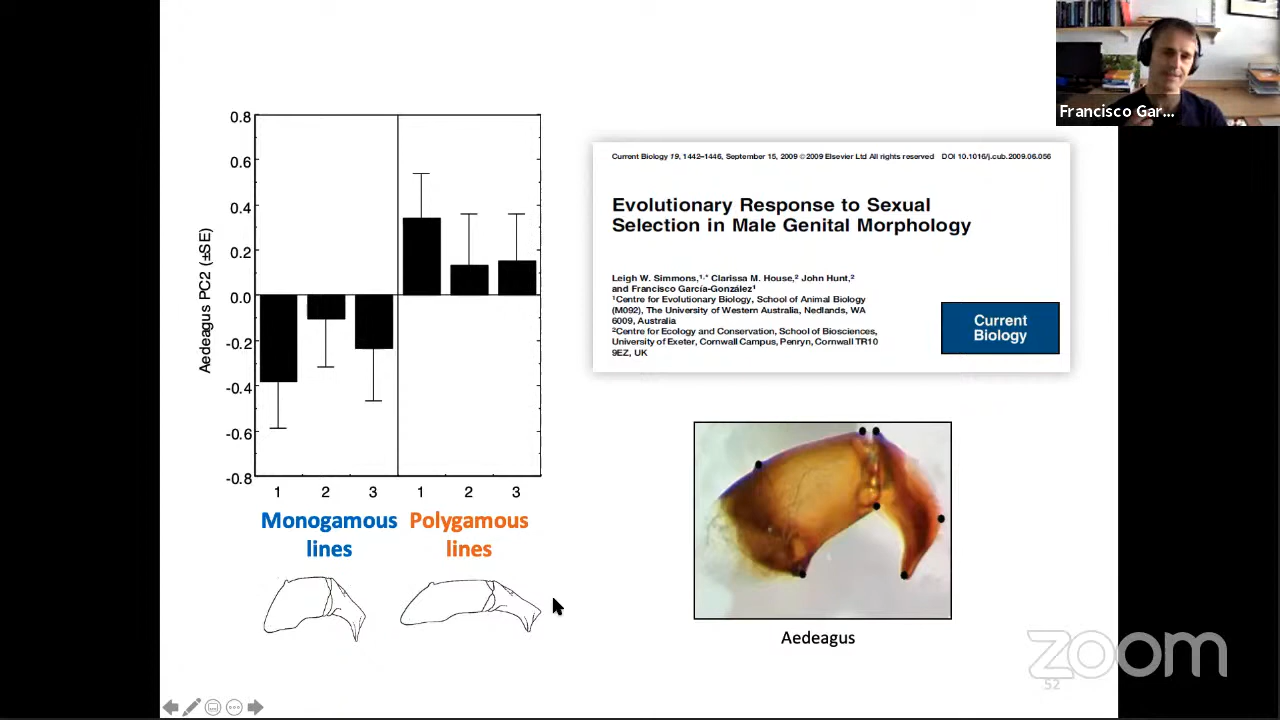 Francisco Gar...
0.8
0.6
0.4
0.2
0.0
-0.2
-0.4
-0.6
-0.8
Aedeagus PC2 (±SE)
1 2 3 1 2 3
Monogamous Polygamous
lines lines
Current Biology 19, 1442–1446, September 15, 2009 ©2009 Elsevier Ltd All rights reserved DOI 10.1016/j.cub.2009.06.056
Evolutionary Response to Sexual
Selection in Male Genital Morphology
Leigh W. Simmons,1,* Clarissa M. House,2 John Hunt,2
and Francisco García-González1
1Centre for Evolutionary Biology, School of Animal Biology
(M092), The University of Western Australia, Nedlands, WA
6009, Australia
2Centre for Ecology and Conservation, School of Biosciences,
University of Exeter, Cornwall Campus, Penryn, Cornwall TR10
9EZ, UK
Current
Biology
Aedeagus
zoom
52